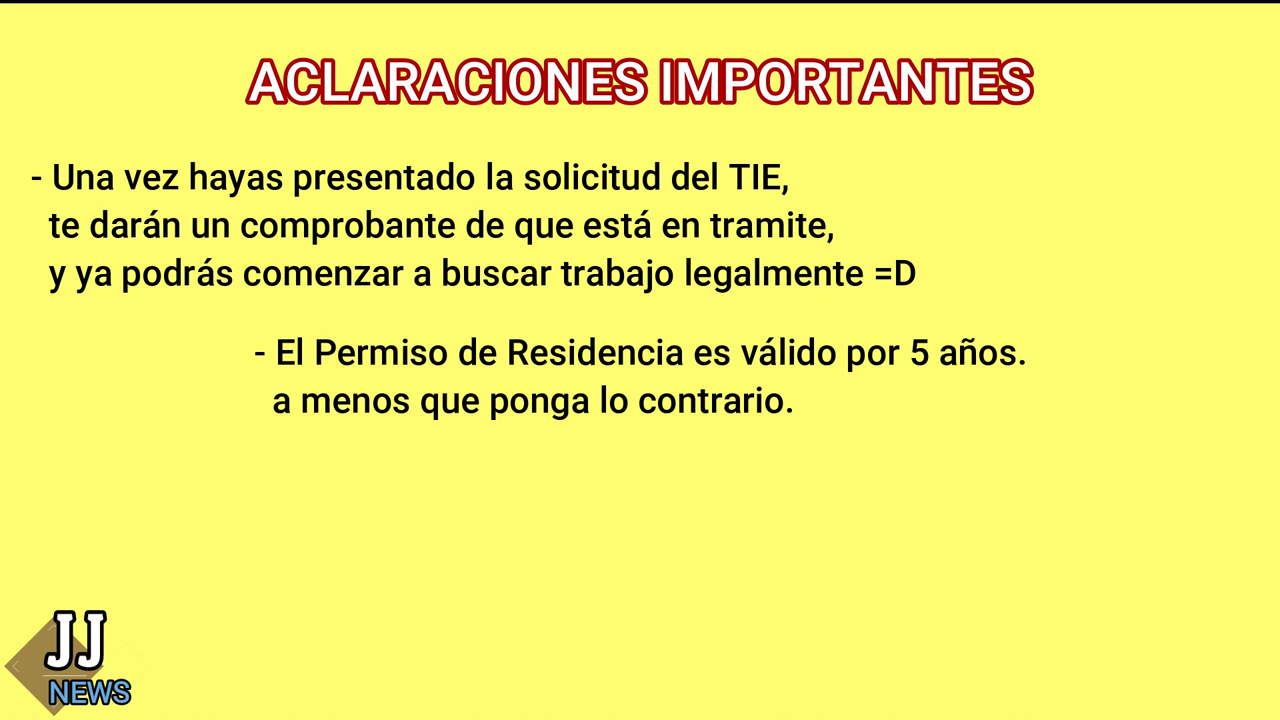 ACLARACIONES IMPORTANTES
- Una vez hayas presentado la solicitud del TIE,
te darán un comprobante de que está en tramite,
y ya podrás comenzar a buscar trabajo legalmente =D
- El Permiso de Residencia es válido por 5 años.
a menos que ponga lo contrario.
JJ
NEWS